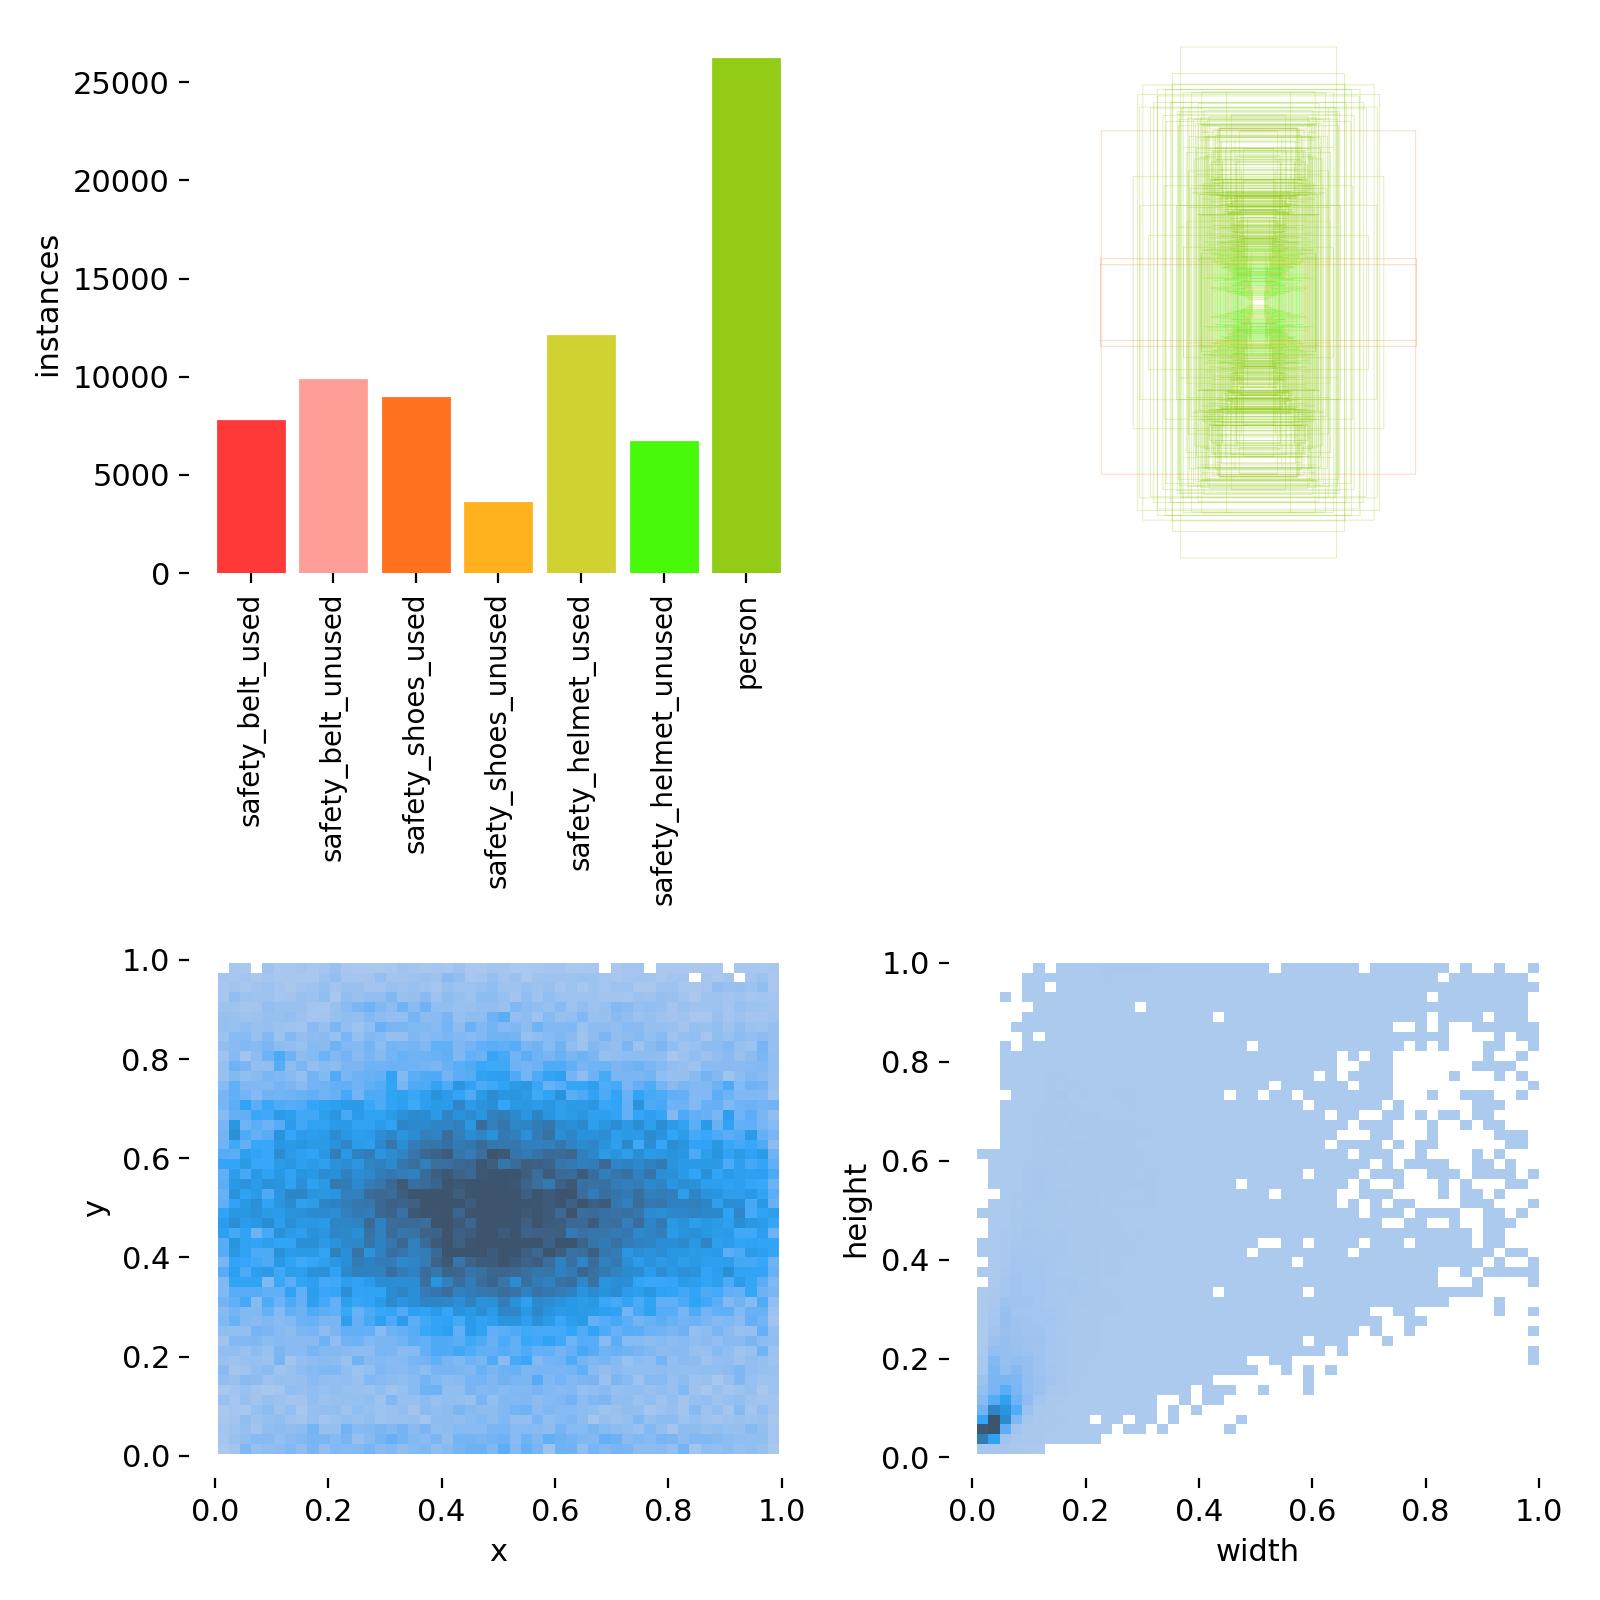 25000
20000
15000
10000
5000
0
instances
safety_belt_used
safety_belt_unused
safety_shoes_used
safety_shoes_unused
safety_helmet_used
safety_helmet_unused
person
1.0
0.8
0.6
0.4
0.2
0.0
y
0.0 0.2 0.4 0.6 0.8 1.0
x
1.0
0.8
0.6
0.4
0.2
0.0
height
0.0 0.2 0.4 0.6 0.8 1.0
width